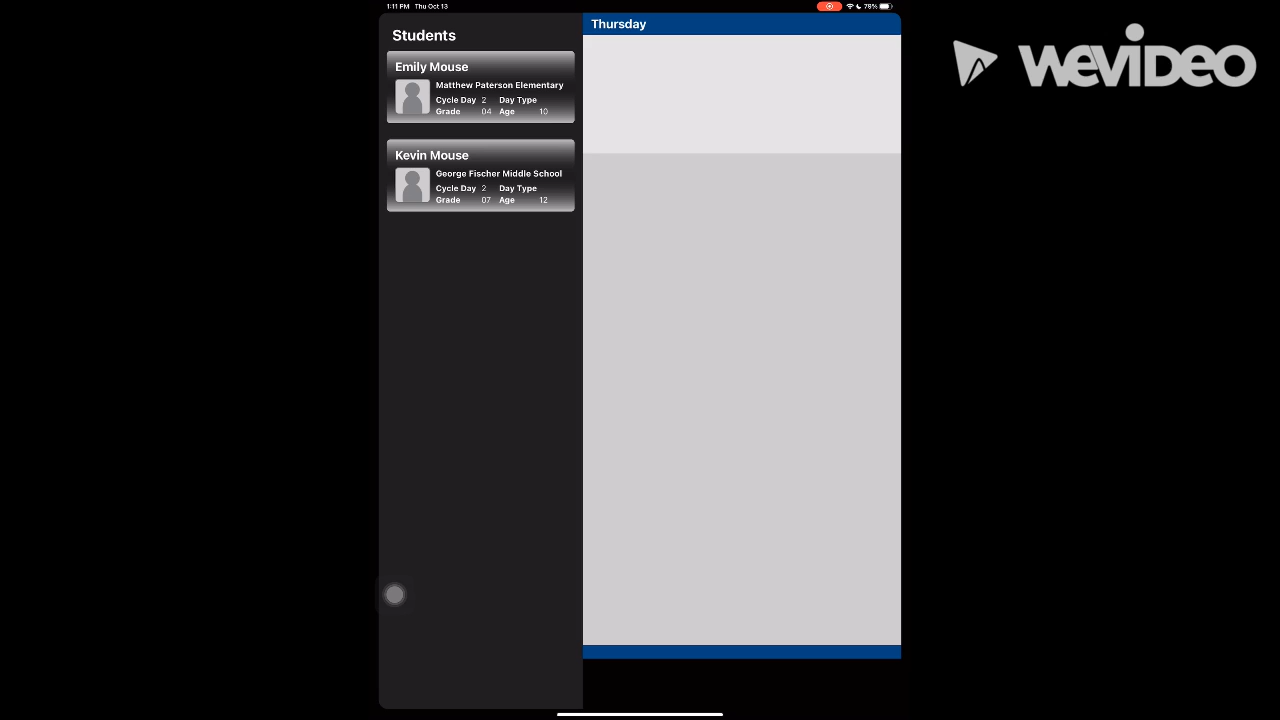 1:11 PM Thu Oct 13
79%
Students
Thursday
Emily Mouse
Matthew Paterson Elementary
Cycle Day 2 Day Type
Grade 04 Age 10
Kevin Mouse
George Fischer Middle School
Cycle Day 2 Day Type
Grade 07 Age 12
WEVIDEO